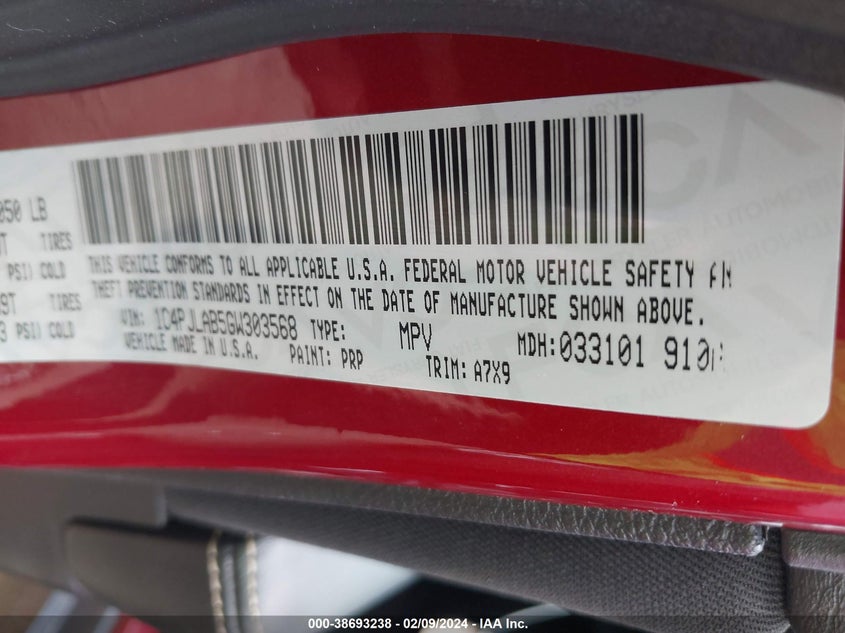 050 LB
TIRES
PSI) COLD
TIRES
PSI) COLD
THIS VEHICLE CONFORMS TO ALL APPLICABLE U.S.A. FEDERAL MOTOR VEHICLE SAFETY
THEFT PREVENTION STANDARDS IN EFFECT ON THE DATE OF MANUFACTURE SHOWN ABOVE.
VIN: 1C4PJLAB5GW303568 TYPE: MPV MDH:033101 910
VEHICLE MADE IN U.S.A. PAINT: PRP TRIM: A7X9
000-38693238 - 02/09/2024 - IAA Inc.